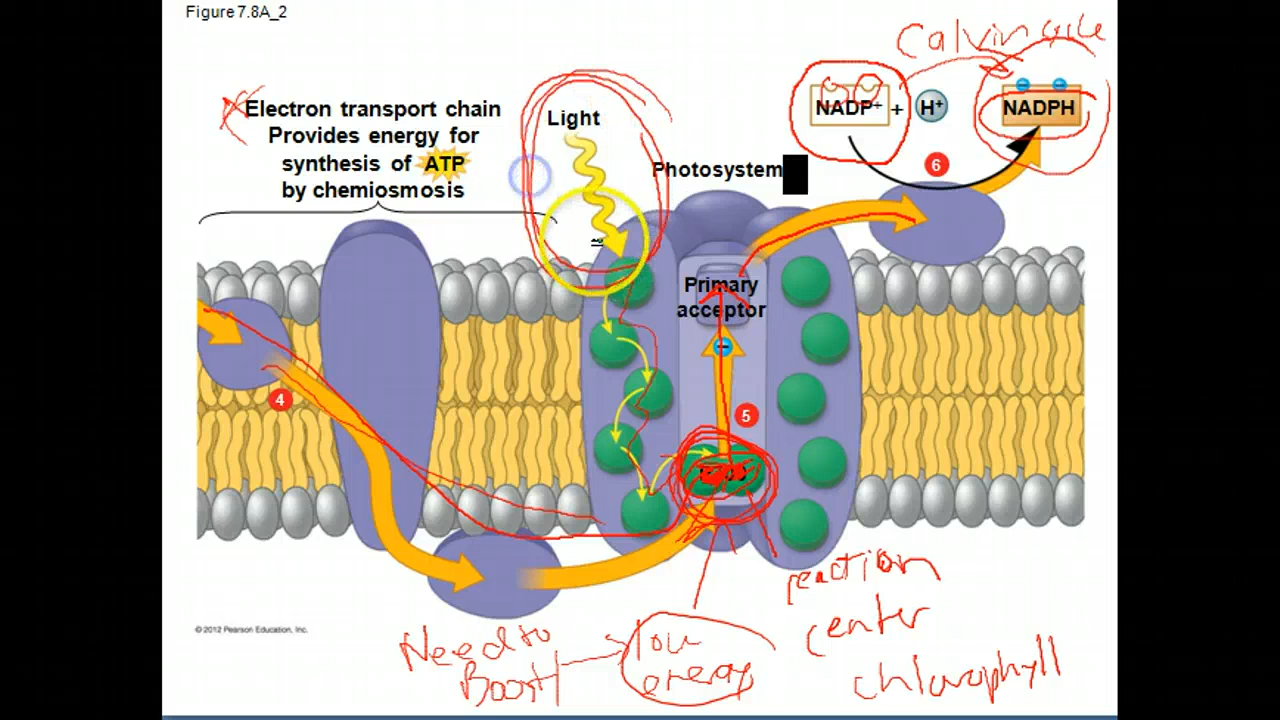 Figure 7.8A_2
Calvin cycle
Electron transport chain
Provides energy for
synthesis of ATP
by chemiosmosis
Light
Photosystem
NADP+ + H+
NADPH
6
Primary
acceptor
4
5
reaction
center
chlorophyll
Need to
Boost
low
energy
© 2012 Pearson Education, Inc.